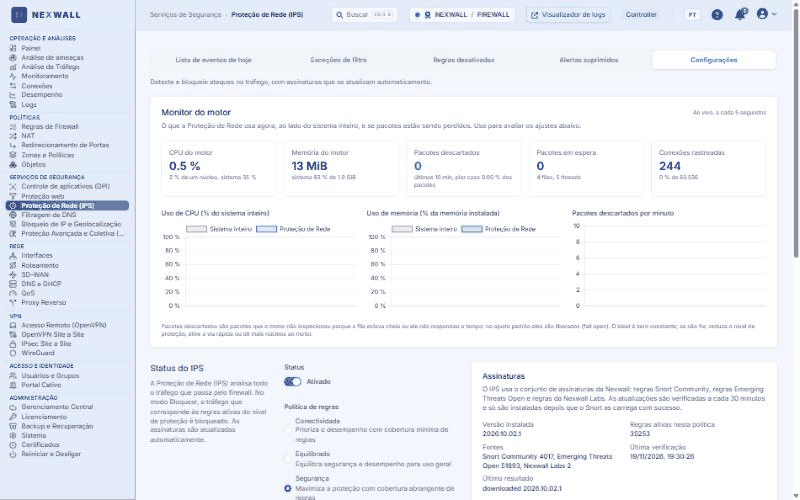 NEXWALL
Serviços de Segurança › Proteção de Rede (IPS)
Buscar Ctrl K
NEXWALL / FIREWALL
Visualizador de logs
Controller
PT
OPERAÇÃO E ANÁLISES
Painel
Análise de ameaças
Análise de Tráfego
Monitoramento
Conexões
Desempenho
Logs
POLÍTICAS
Regras de Firewall
NAT
Redirecionamento de Portas
Zonas e Políticas
Objetos
SERVIÇOS DE SEGURANÇA
Controle de aplicativos (DPI)
Proteção web
Proteção de Rede (IPS)
Filtragem de DNS
Bloqueio de IP e Geolocalização
Proteção Avançada e Coletiva (...
REDE
Interfaces
Roteamento
SD-WAN
DNS e DHCP
QoS
Proxy Reverso
VPN
Acesso Remoto (OpenVPN)
OpenVPN Site a Site
IPsec Site a Site
WireGuard
ACESSO E IDENTIDADE
Usuários e Grupos
Portal Cativo
ADMINISTRAÇÃO
Gerenciamento Central
Licenciamento
Backup e Recuperação
Sistema
Certificados
Reiniciar e Desligar
Lista de eventos de hoje
Exceções de filtro
Regras desativadas
Alertas suprimidos
Configurações
Detecte e bloqueie ataques no tráfego, com assinaturas que se atualizam automaticamente.
Monitor do motor
Ao vivo, a cada 5 segundos
O que a Proteção de Rede usa agora, ao lado do sistema inteiro, e se pacotes estão sendo perdidos. Use para avaliar os ajustes abaixo.
CPU do motor
0.5 %
2 % de um núcleo, sistema 35 %
Memória do motor
13 MiB
sistema 83 % de 1.9 GiB
Pacotes descartados
0
últimos 10 min, pior caso 0.00 % dos
pacotes
Pacotes em espera
0
4 filas, 5 threads
Conexões rastreadas
244
0 % de 65.536
Uso de CPU (% do sistema inteiro)
Sistema inteiro
Proteção de Rede
100 %
80 %
60 %
40 %
20 %
0 %
Uso de memória (% da memória instalada)
Sistema inteiro
Proteção de Rede
100 %
80 %
60 %
40 %
20 %
0 %
Pacotes descartados por minuto
10
8
6
4
2
0
Pacotes descartados são pacotes que o motor não inspecionou porque a fila estava cheia ou ele não respondeu a tempo; no ajuste padrão eles são liberados (fail open). O ideal é zero constante; se não for, reduza o nível de
proteção, ative a via rápida ou dê mais núcleos ao motor.
Status do IPS
A Proteção de Rede (IPS) analisa todo
o tráfego que passa pelo firewall. No
modo Bloquear, o tráfego que
corresponde às regras ativas do nível
de proteção é bloqueado. As
assinaturas são atualizadas
automaticamente.
Status
Ativado
Política de regras
Conectividade
Prioriza o desempenho com cobertura mínima de
regras
Equilibrado
Equilibra segurança e desempenho para uso geral
Segurança
Maximiza a proteção com cobertura abrangente de
regras
Assinaturas
O IPS usa o conjunto de assinaturas da Nexwall: regras Snort Community, regras Emerging
Threats Open e regras da Nexwall Labs. As atualizações são verificadas a cada 30 minutos
e só são instaladas depois que o Snort as carrega com sucesso.
Versão instalada
2026.10.02.1
Regras ativas nesta política
35253
Fontes
Snort Community 4017, Emerging Threats
Open 51893, Nexwall Labs 2
Última verificação
19/11/2026, 19:30:26
Último resultado
downloaded 2026.10.02.1